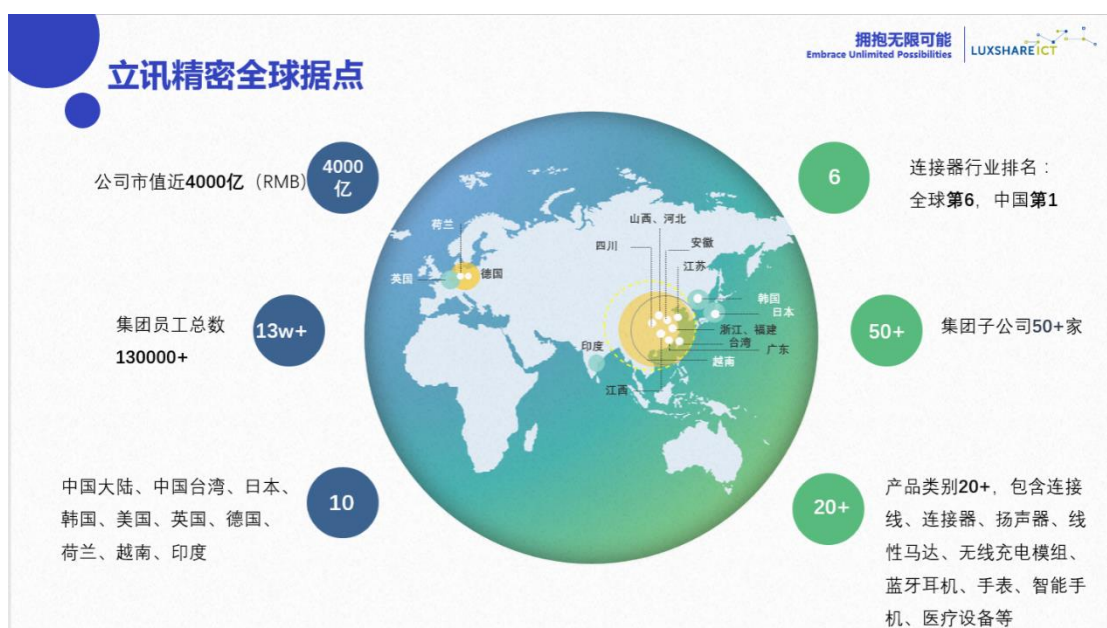 拥抱无限可能
Embrace Unlimited Possibilities
LUXSHARE ICT
立讯精密全球据点
公司市值近4000亿（RMB）
4000
亿
集团员工总数
130000+
13w+
中国大陆、中国台湾、日本、
韩国、美国、英国、德国、
荷兰、越南、印度
10
荷兰
英国
德国
山西、河北
四川
安徽
江苏
韩国
日本
浙江、福建
台湾
广东
印度
越南
江西
6
连接器行业排名：
全球第6，中国第1
50+
集团子公司50+家
20+
产品类别20+，包含连接
线、连接器、扬声器、线
性马达、无线充电模组、
蓝牙耳机、手表、智能手
机、医疗设备等